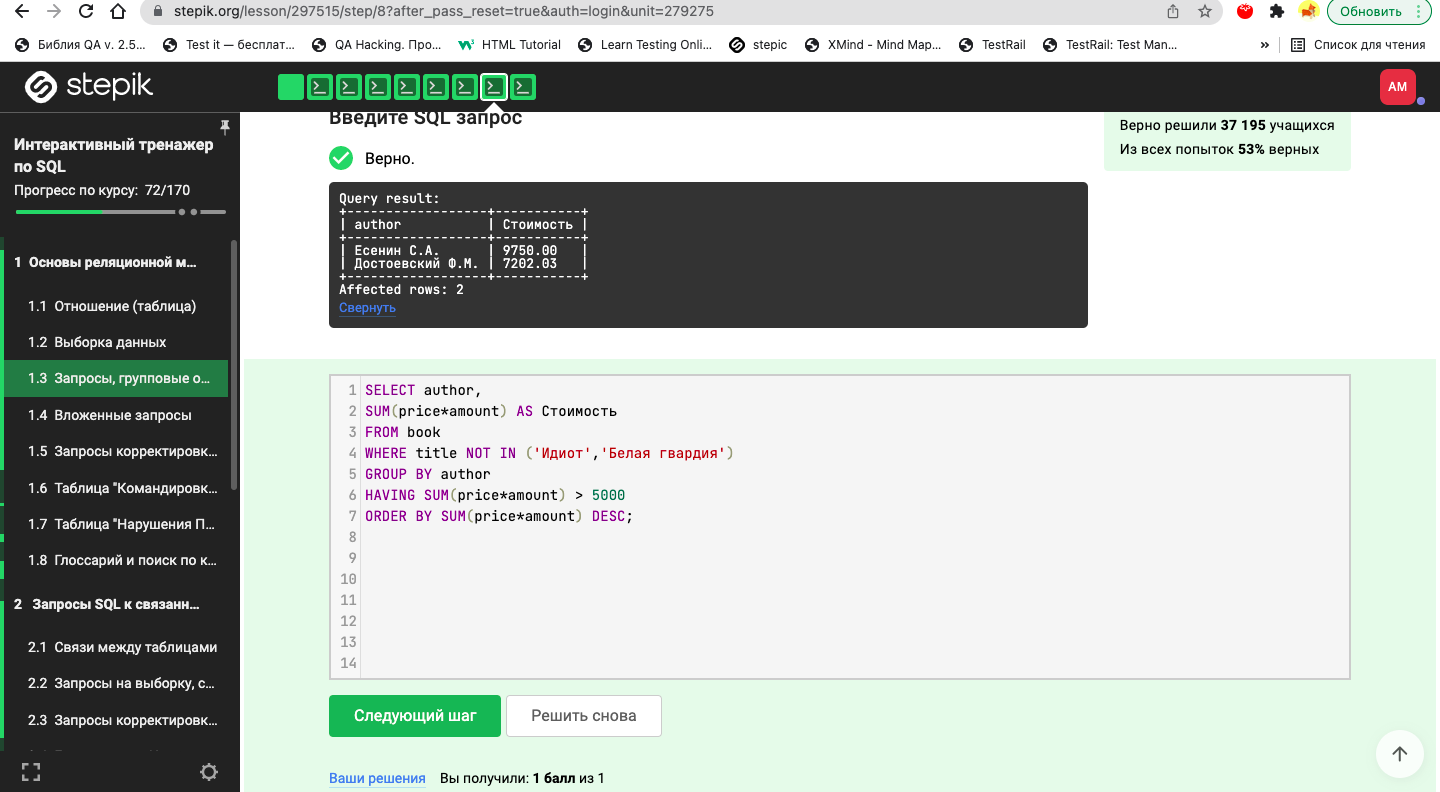 stepik.org/lesson/297515/step/8?after_pass_reset=true&auth=login&unit=279275
Обновить
Библия QA v. 2.5...
Test it — бесплат...
QA Hacking. Про...
HTML Tutorial
Learn Testing Onli...
stepic
XMind - Mind Map...
TestRail
TestRail: Test Man...
»
Список для чтения
stepik
AM
Интерактивный тренажер
по SQL
Прогресс по курсу: 72/170
1 Основы реляционной м...
1.1 Отношение (таблица)
1.2 Выборка данных
1.3 Запросы, групповые о...
1.4 Вложенные запросы
1.5 Запросы корректировк...
1.6 Таблица "Командировк...
1.7 Таблица "Нарушения П...
1.8 Глоссарий и поиск по к...
2 Запросы SQL к связанн...
2.1 Связи между таблицами
2.2 Запросы на выборку, с...
2.3 Запросы корректировк...
Введите SQL запрос
Верно.
Верно решили 37 195 учащихся
Из всех попыток 53% верных
Query result:
+------------------+-----------+
| author           | Стоимость |
+------------------+-----------+
| Есенин С.А.      | 9750.00   |
| Достоевский Ф.М. | 7202.03   |
+------------------+-----------+
Affected rows: 2
Свернуть
1 SELECT author,
2 SUM(price*amount) AS Стоимость
3 FROM book
4 WHERE title NOT IN ('Идиот','Белая гвардия')
5 GROUP BY author
6 HAVING SUM(price*amount) > 5000
7 ORDER BY SUM(price*amount) DESC;
8
9
10
11
12
13
14
Следующий шаг
Решить снова
Ваши решения Вы получили: 1 балл из 1